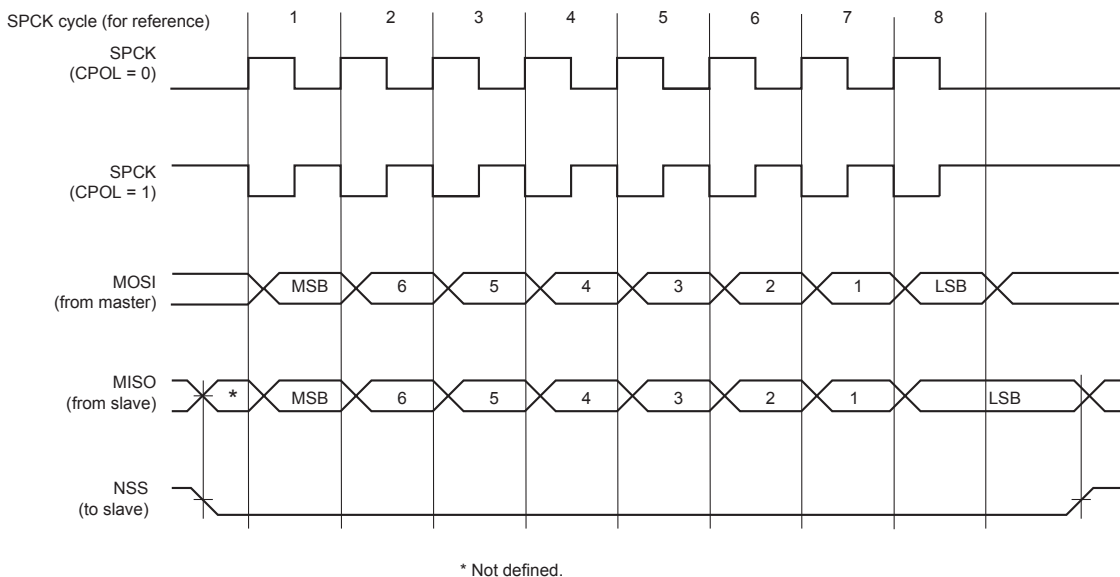 SPCK cycle (for reference) 1 2 3 4 5 6 7 8
SPCK
(CPOL = 0)
SPCK
(CPOL = 1)
MOSI
(from master)
MSB 6 5 4 3 2 1 LSB
MISO
(from slave)
* MSB 6 5 4 3 2 1 LSB
NSS
(to slave)
* Not defined.